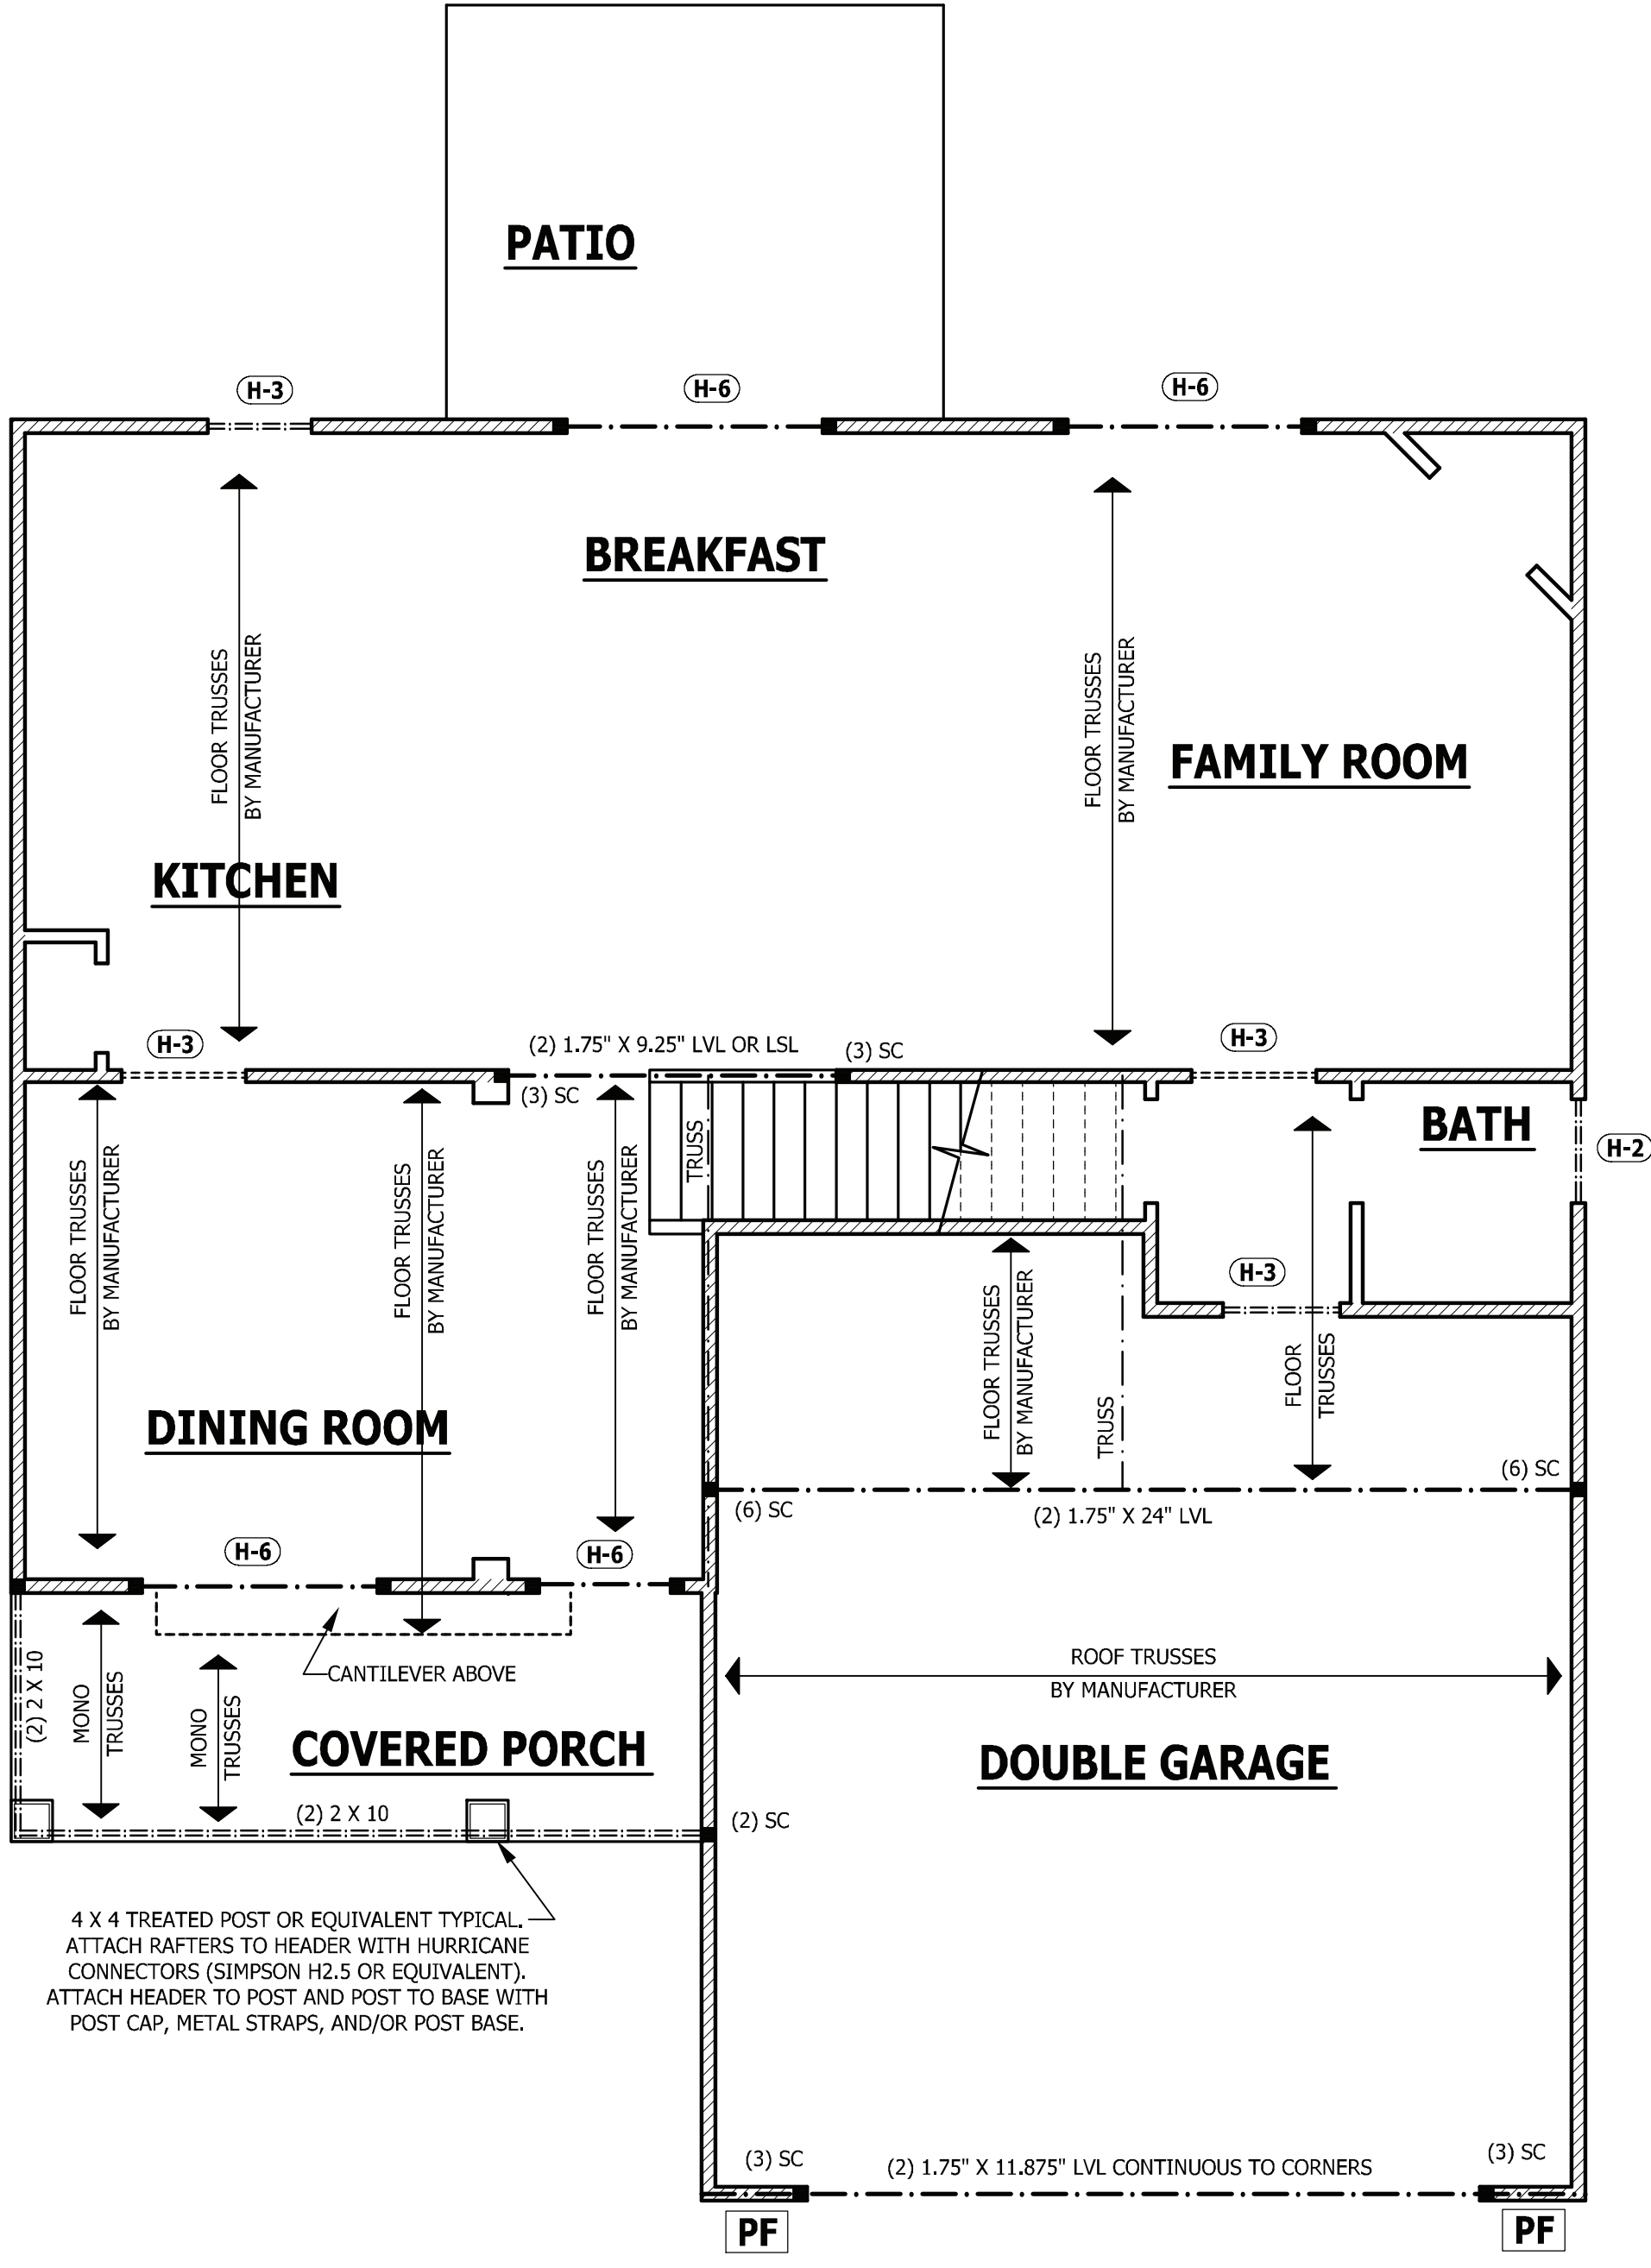 PATIO
H-3
H-6
H-6
BREAKFAST
FLOOR TRUSSES
BY MANUFACTURER
FLOOR TRUSSES
BY MANUFACTURER
FAMILY ROOM
KITCHEN
H-3
(2) 1.75" X 9.25" LVL OR LSL
(3) SC
H-3
(3) SC
BATH
H-2
TRUSS
FLOOR TRUSSES
BY MANUFACTURER
FLOOR TRUSSES
BY MANUFACTURER
FLOOR TRUSSES
BY MANUFACTURER
H-3
FLOOR TRUSSES
BY MANUFACTURER
TRUSS
FLOOR
TRUSSES
DINING ROOM
(6) SC
(6) SC
(2) 1.75" X 24" LVL
H-6
H-6
(2) 2 X 10
MONO
TRUSSES
MONO
TRUSSES
CANTILEVER ABOVE
ROOF TRUSSES
BY MANUFACTURER
COVERED PORCH
DOUBLE GARAGE
(2) 2 X 10
(2) SC
4 X 4 TREATED POST OR EQUIVALENT TYPICAL.
ATTACH RAFTERS TO HEADER WITH HURRICANE
CONNECTORS (SIMPSON H2.5 OR EQUIVALENT).
ATTACH HEADER TO POST AND POST TO BASE WITH
POST CAP, METAL STRAPS, AND/OR POST BASE.
(3) SC
(2) 1.75" X 11.875" LVL CONTINUOUS TO CORNERS
(3) SC
PF
PF